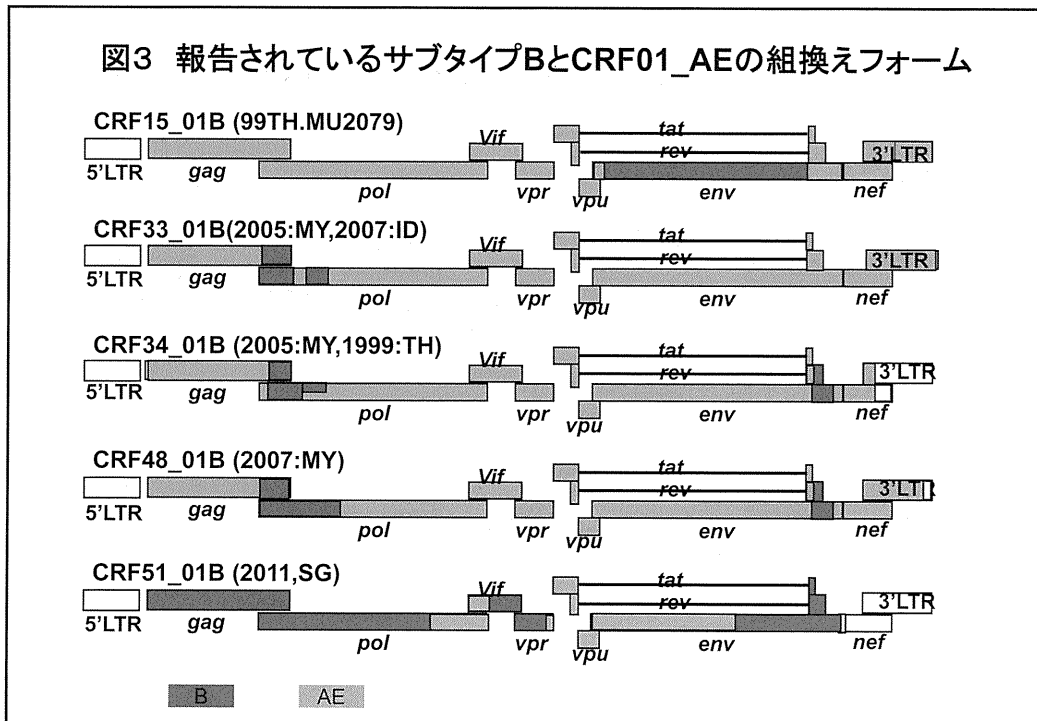 図3 報告されているサブタイプBとCRF01_AEの組換えフォーム
CRF15_01B (99TH.MU2079)
Vif
tat
rev
3'LTR
5'LTR
gag
pol
vpr
vpu
env
nef
CRF33_01B(2005:MY,2007:ID)
Vif
tat
rev
3'LTR
5'LTR
gag
pol
vpr
vpu
env
nef
CRF34_01B (2005:MY,1999:TH)
Vif
tat
rev
3'LTR
5'LTR
gag
pol
vpr
vpu
env
nef
CRF48_01B (2007:MY)
Vif
tat
rev
3'LTR
5'LTR
gag
pol
vpr
vpu
env
nef
CRF51_01B (2011,SG)
Vif
tat
rev
3'LTR
5'LTR
gag
pol
vpr
vpu
env
nef
B
AE